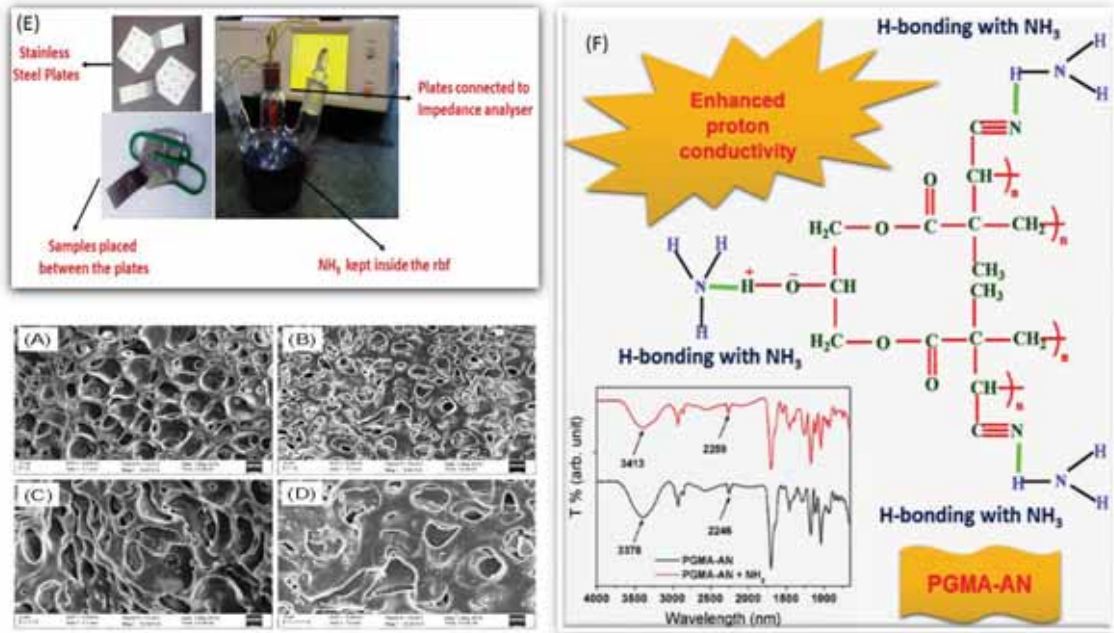 (E)
Stainless
Steel Plates
Plates connected to
Impedance analyser
Samples placed
between the plates
NH3 kept inside the rbf
(A)
(B)
(C)
(D)
(F)
H-bonding with NH3
Enhanced
proton
conductivity
H
H
N
H
C≡N
CH
n
O
H2C
O
C
C
CH2
n
H
H
N
H
+
H
O
−
CH
CH3
CH3
H
H2C
O
C
C
CH2
n
O
CH
n
C≡N
H-bonding with NH3
H
H
N
H
H-bonding with NH3
T % (arb. unit)
3413
2259
3378
2246
PGMA-AN
PGMA-AN + NH3
4000 3500 3000 2500 2000 1500 1000
Wavelength (nm)
PGMA-AN